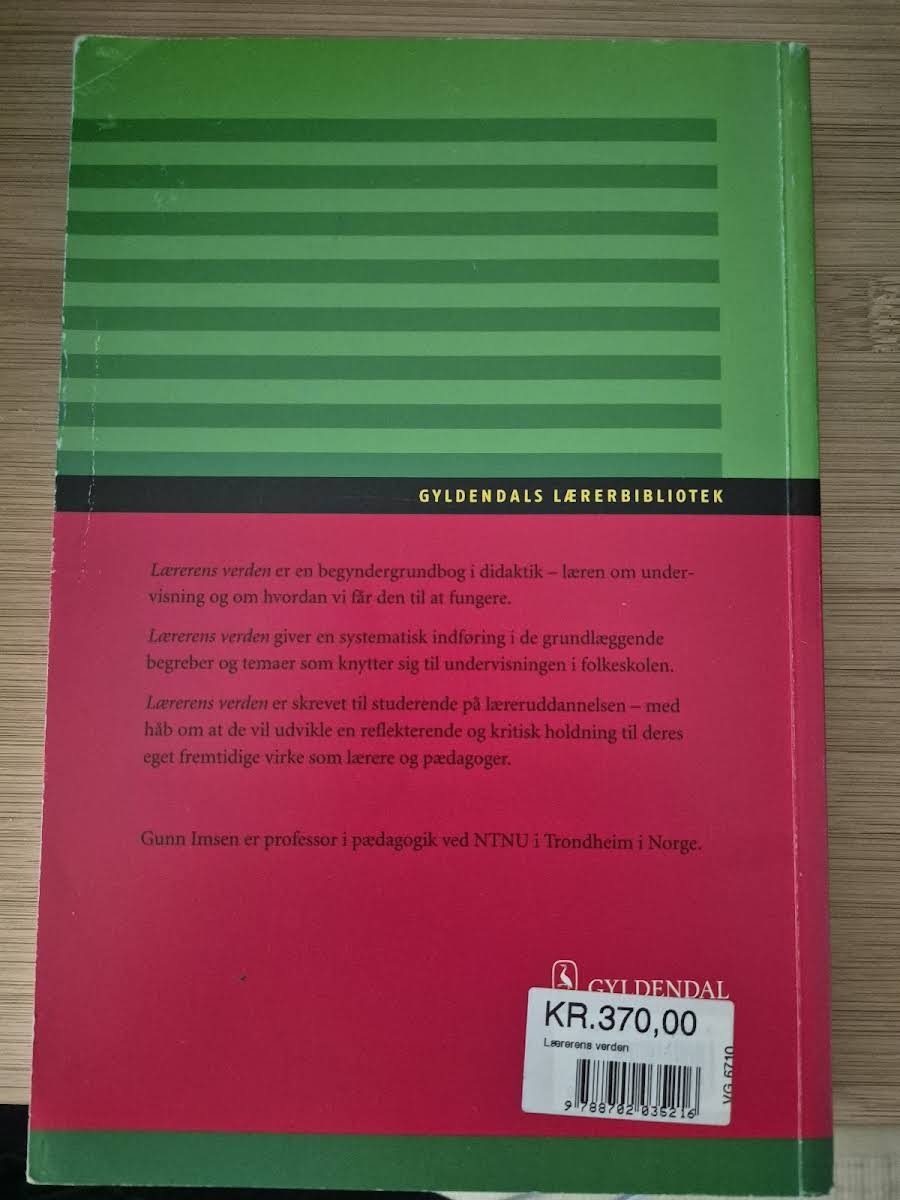 GYLDENDALS LÆRERBIBLIOTEK
Lærerens verden er en begyndergrundbog i didaktik – læren om under-
visning og om hvordan vi får den til at fungere.
Lærerens verden giver en systematisk indføring i de grundlæggende
begreber og temaer som knytter sig til undervisningen i folkeskolen.
Lærerens verden er skrevet til studerende på læreruddannelsen – med
håb om at de vil udvikle en reflekterende og kritisk holdning til deres
eget fremtidige virke som lærere og pædagoger.
Gunn Imsen er professor i pædagogik ved NTNU i Trondheim i Norge.
GYLDENDAL
KR.370,00
Lærerens verden
VG 6710
9 788702 035216